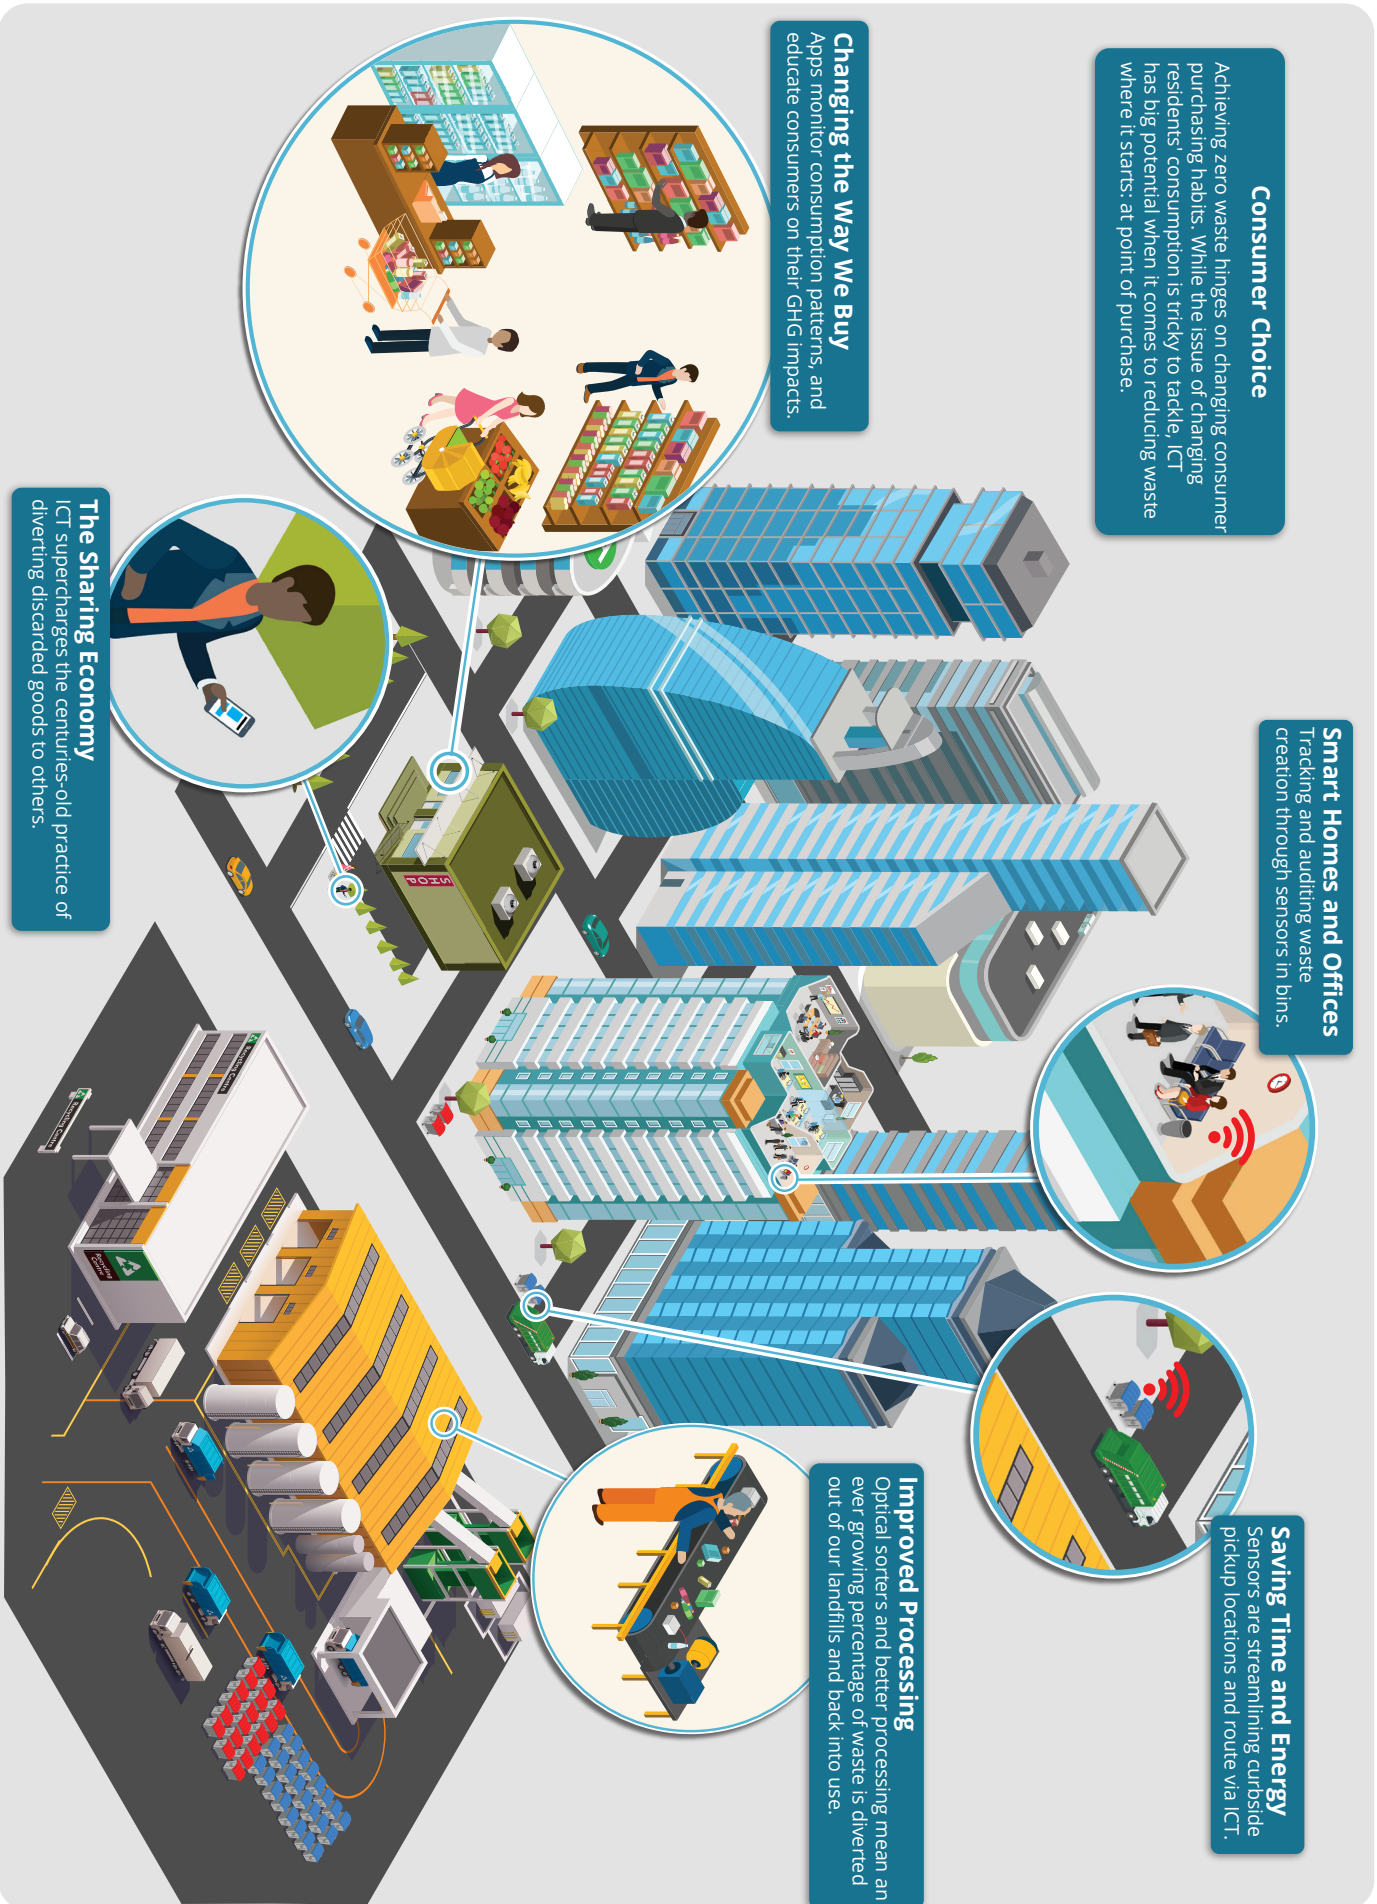 Consumer Choice
Achieving zero waste hinges on changing consumer
purchasing habits. While the issue of changing
residents' consumption is tricky to tackle, ICT
has big potential when it comes to reducing waste
where it starts: at point of purchase.
Changing the Way We Buy
Apps monitor consumption patterns, and
educate consumers on their GHG impacts.
The Sharing Economy
ICT supercharges the centuries-old practice of
diverting discarded goods to others.
Smart Homes and Offices
Tracking and auditing waste
creation through sensors in bins.
Saving Time and Energy
Sensors are streamlining curbside
pickup locations and route via ICT.
Improved Processing
Optical sorters and better processing mean an
ever growing percentage of waste is diverted
out of our landfills and back into use.
SHOP
Recycling Centre
Recycling Centre
Recycling
Centre